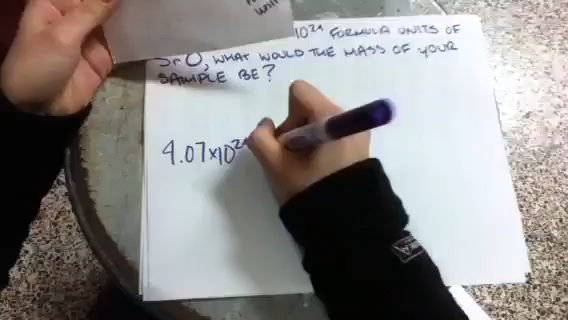 10²⁴ FORMULA UNITS OF
SrO, WHAT WOULD THE MASS OF YOUR
SAMPLE BE?
4.07x10²⁴